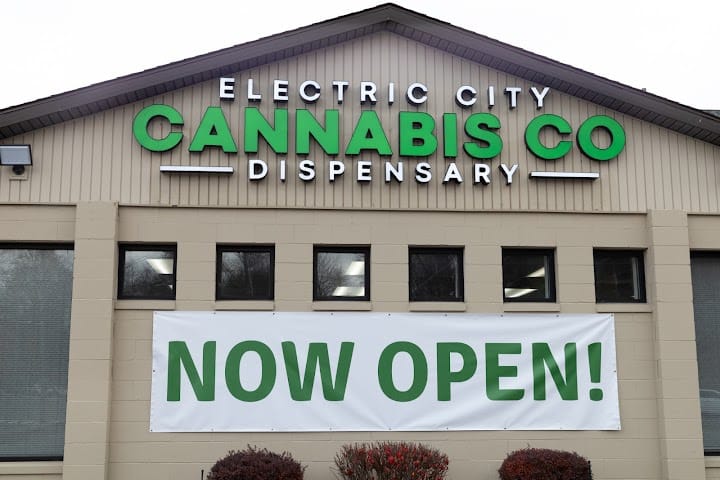 ELECTRIC CITY
CANNABIS CO
DISPENSARY
NOW OPEN!